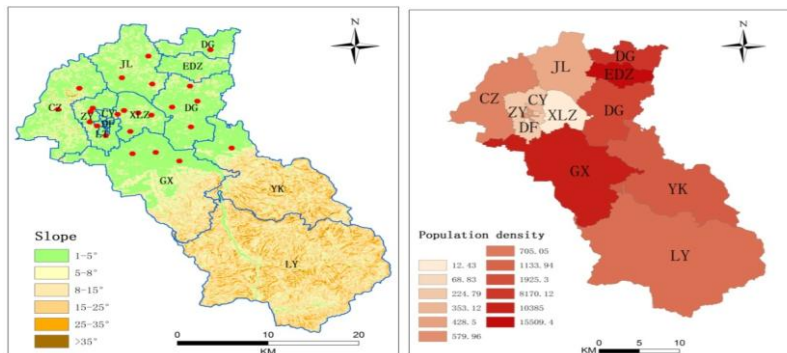 N
DG
JL
EDZ
CZ
ZY
CY
XLZ
DG
DF
GX
YK
LY
Slope
1-5°
5-8°
8-15°
15-25°
25-35°
>35°
0 10 20
KM
N
DG
EDZ
JL
CZ
CY
ZY
XLZ
DG
DF
GX
YK
LY
Population density
12.43
68.83
224.79
353.12
428.5
579.96
705.05
1133.94
1925.3
8170.12
10385
15509.4
0 10 20
KM